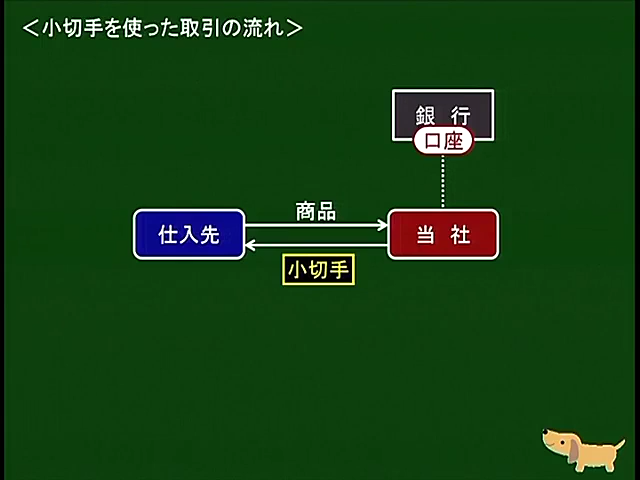 ＜小切手を使った取引の流れ＞
銀 行
口座
商品
仕入先
当 社
小切手